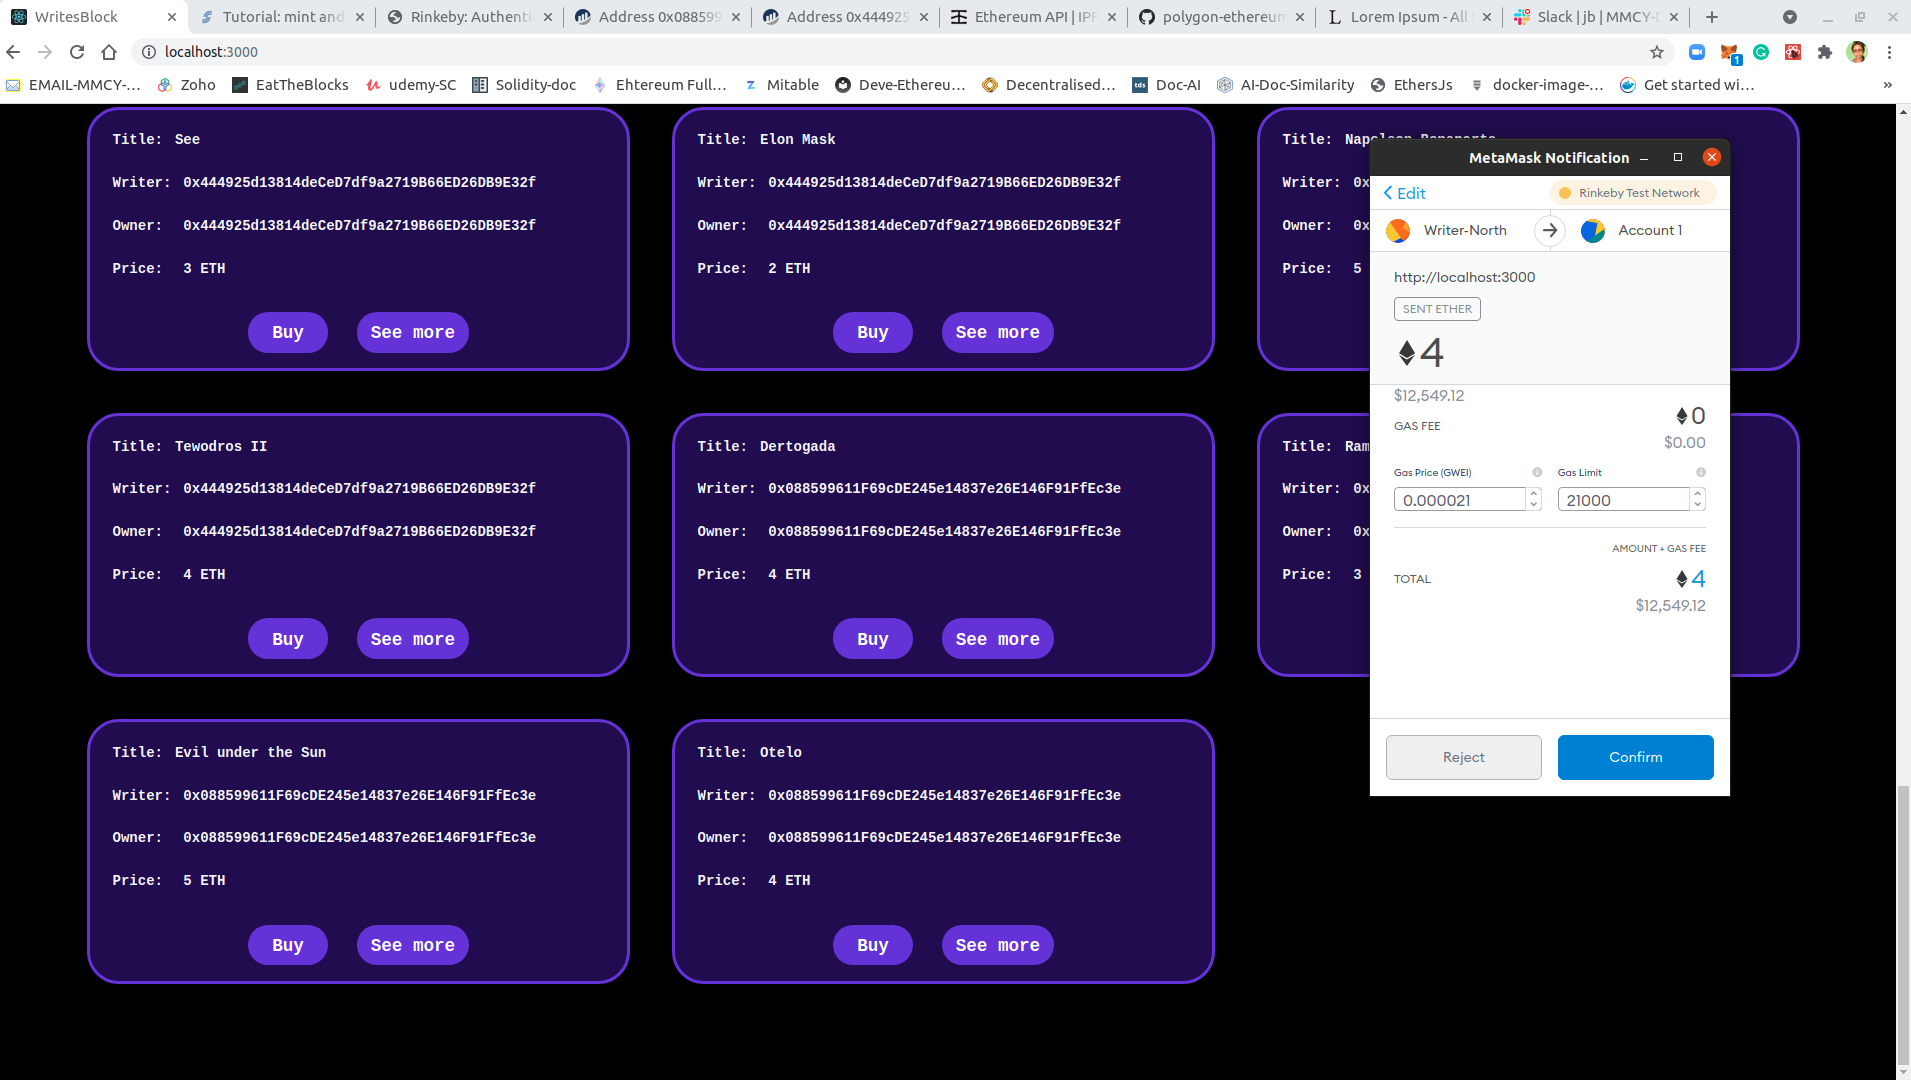 WritesBlock
Tutorial: mint and
Rinkeby: Authenti
Address 0x088599
Address 0x444925
Ethereum API | IPF
polygon-ethereum
Lorem Ipsum - All
Slack | jb | MMCY-D
localhost:3000
1
EMAIL-MMCY-...
Zoho
EatTheBlocks
udemy-SC
Solidity-doc
Ehtereum Full...
Mitable
Deve-Ethereu...
Decentralised...
tds
Doc-AI
AI-Doc-Similarity
EthersJs
docker-image-...
Get started wi...
»
Title: See
Writer: 0x444925d13814deCeD7df9a2719B66ED26DB9E32f
Owner: 0x444925d13814deCeD7df9a2719B66ED26DB9E32f
Price: 3 ETH
Buy See more
Title: Elon Mask
Writer: 0x444925d13814deCeD7df9a2719B66ED26DB9E32f
Owner: 0x444925d13814deCeD7df9a2719B66ED26DB9E32f
Price: 2 ETH
Buy See more
Title: Napoleon Bonaparte
Writer: 0x
Owner: 0x
Price: 5
Title: Tewodros II
Writer: 0x444925d13814deCeD7df9a2719B66ED26DB9E32f
Owner: 0x444925d13814deCeD7df9a2719B66ED26DB9E32f
Price: 4 ETH
Buy See more
Title: Dertogada
Writer: 0x088599611F69cDE245e14837e26E146F91FfEc3e
Owner: 0x088599611F69cDE245e14837e26E146F91FfEc3e
Price: 4 ETH
Buy See more
Title: Ram
Writer: 0x
Owner: 0x
Price: 3
Title: Evil under the Sun
Writer: 0x088599611F69cDE245e14837e26E146F91FfEc3e
Owner: 0x088599611F69cDE245e14837e26E146F91FfEc3e
Price: 5 ETH
Buy See more
Title: Otelo
Writer: 0x088599611F69cDE245e14837e26E146F91FfEc3e
Owner: 0x088599611F69cDE245e14837e26E146F91FfEc3e
Price: 4 ETH
Buy See more
MetaMask Notification
Edit
Rinkeby Test Network
Writer-North
Account 1
http://localhost:3000
SENT ETHER
4
$12,549.12
GAS FEE
0
$0.00
Gas Price (GWEI)
Gas Limit
0.000021
21000
AMOUNT + GAS FEE
TOTAL
4
$12,549.12
Reject
Confirm